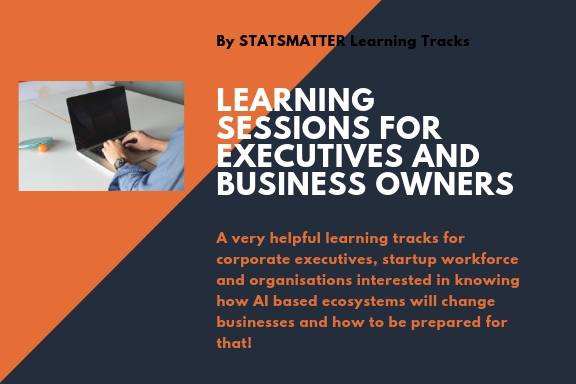 By STATSMATTER Learning Tracks
LEARNING
SESSIONS FOR
EXECUTIVES AND
BUSINESS OWNERS
A very helpful learning tracks for
corporate executives, startup workforce
and organisations interested in knowing
how AI based ecosystems will change
businesses and how to be prepared for
that!